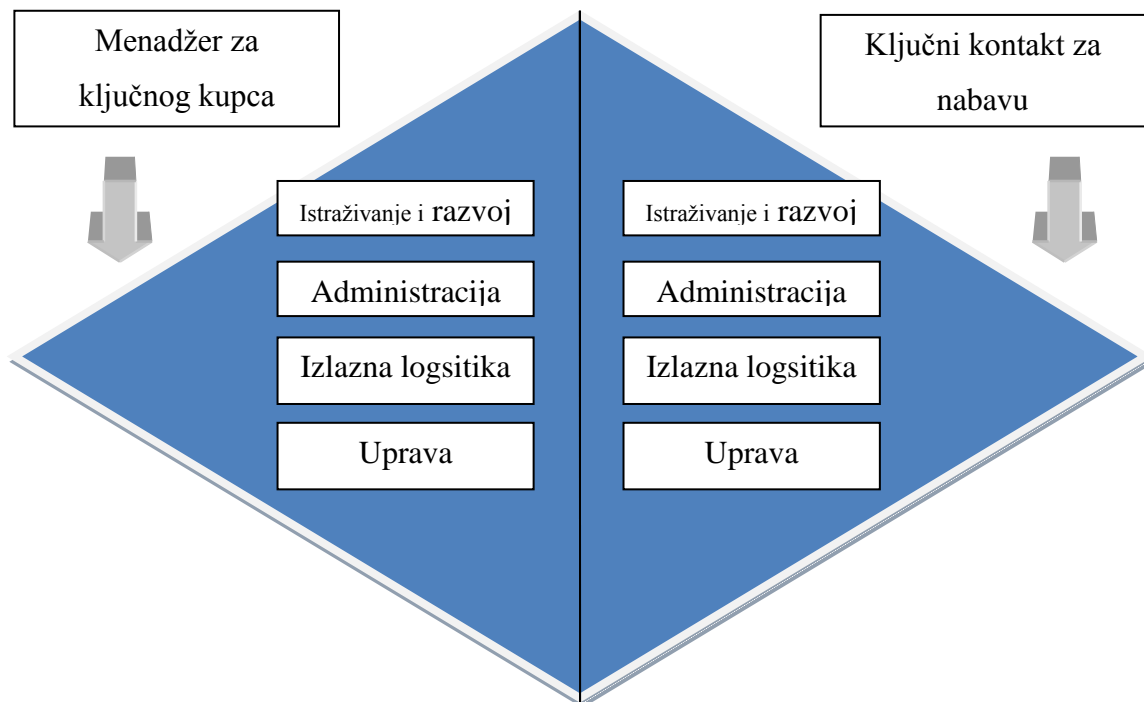 Menadžer za
ključnog kupca
Ključni kontakt za
nabavu
Istraživanje i razvoj
Istraživanje i razvoj
Administracija
Administracija
Izlazna logsitika
Izlazna logsitika
Uprava
Uprava